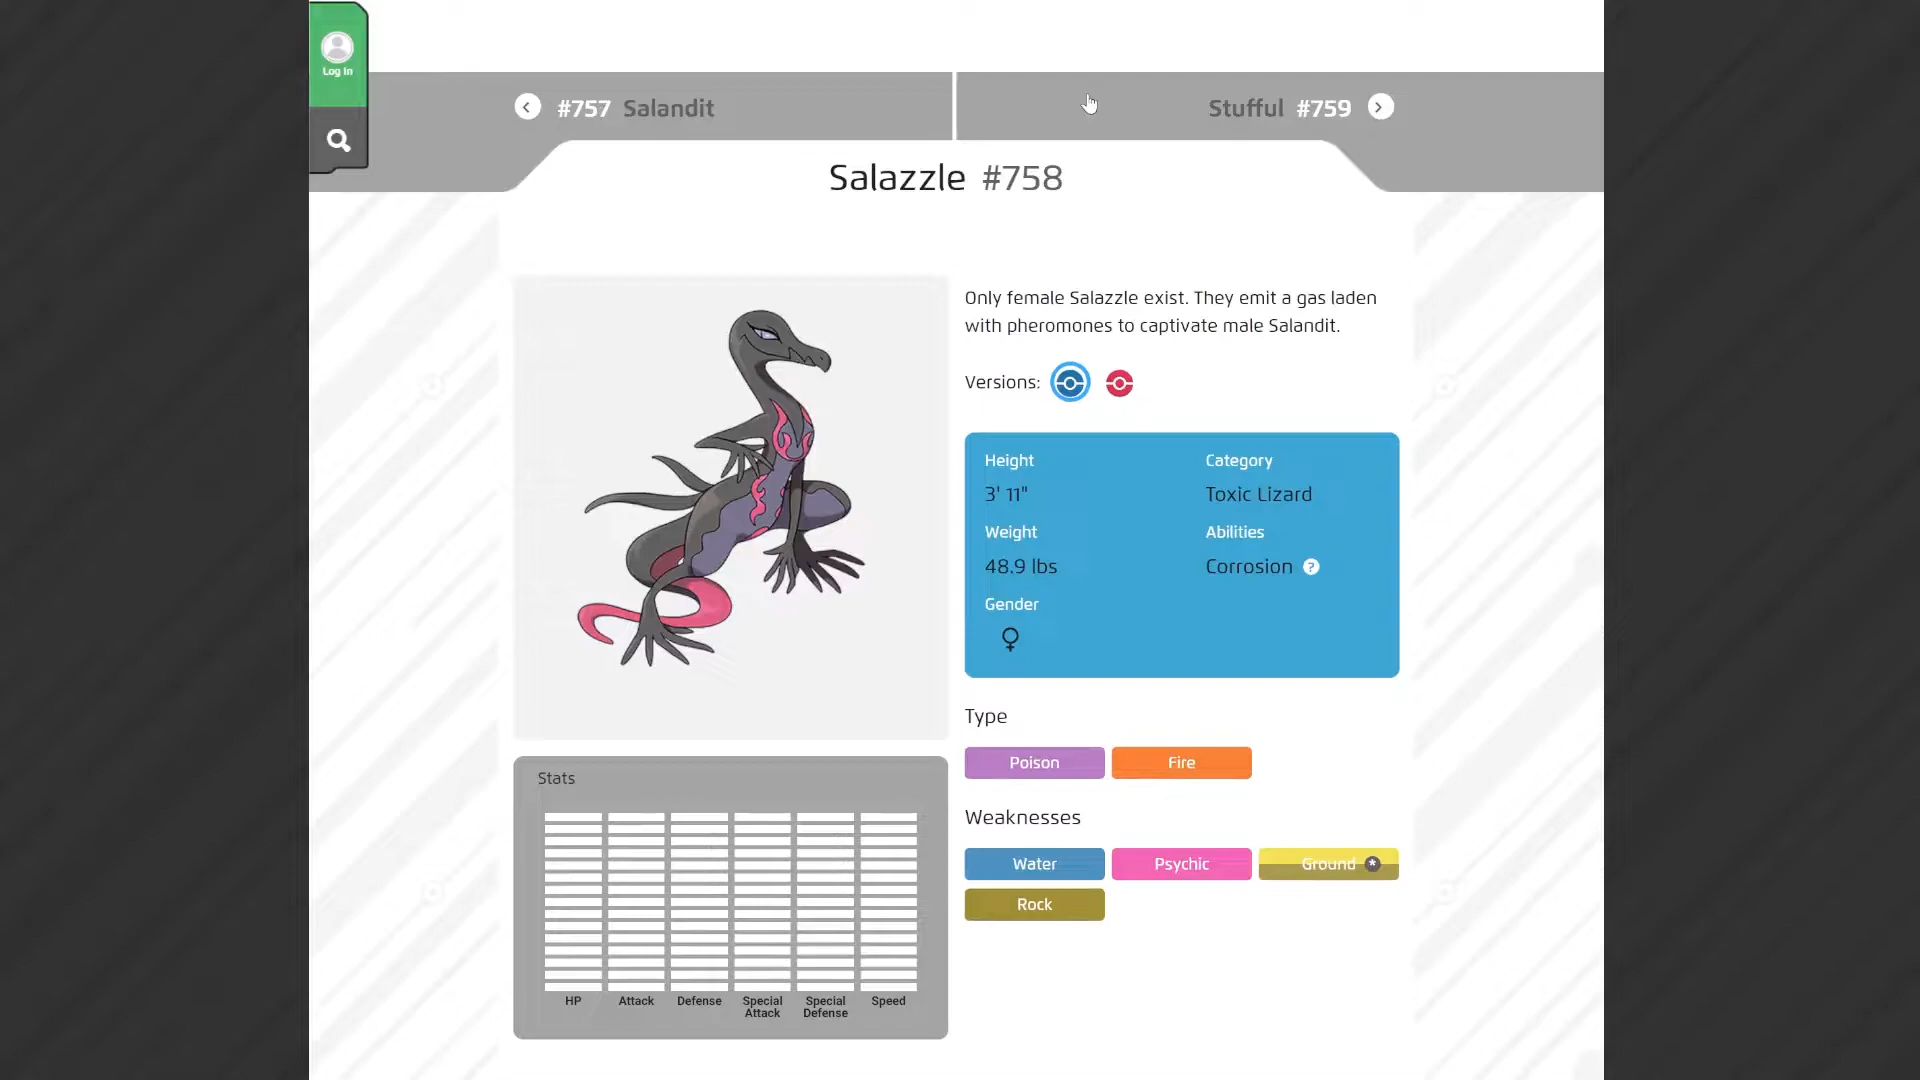 Log In
#757 Salandit
Stufful #759
Salazzle #758
Only female Salazzle exist. They emit a gas laden
with pheromones to captivate male Salandit.
Versions:
Height
3' 11"
Category
Toxic Lizard
Weight
48.9 lbs
Abilities
Corrosion ?
Gender
Type
Poison
Fire
Weaknesses
Water
Psychic
Ground *
Rock
Stats
HP
Attack
Defense
Special
Attack
Special
Defense
Speed